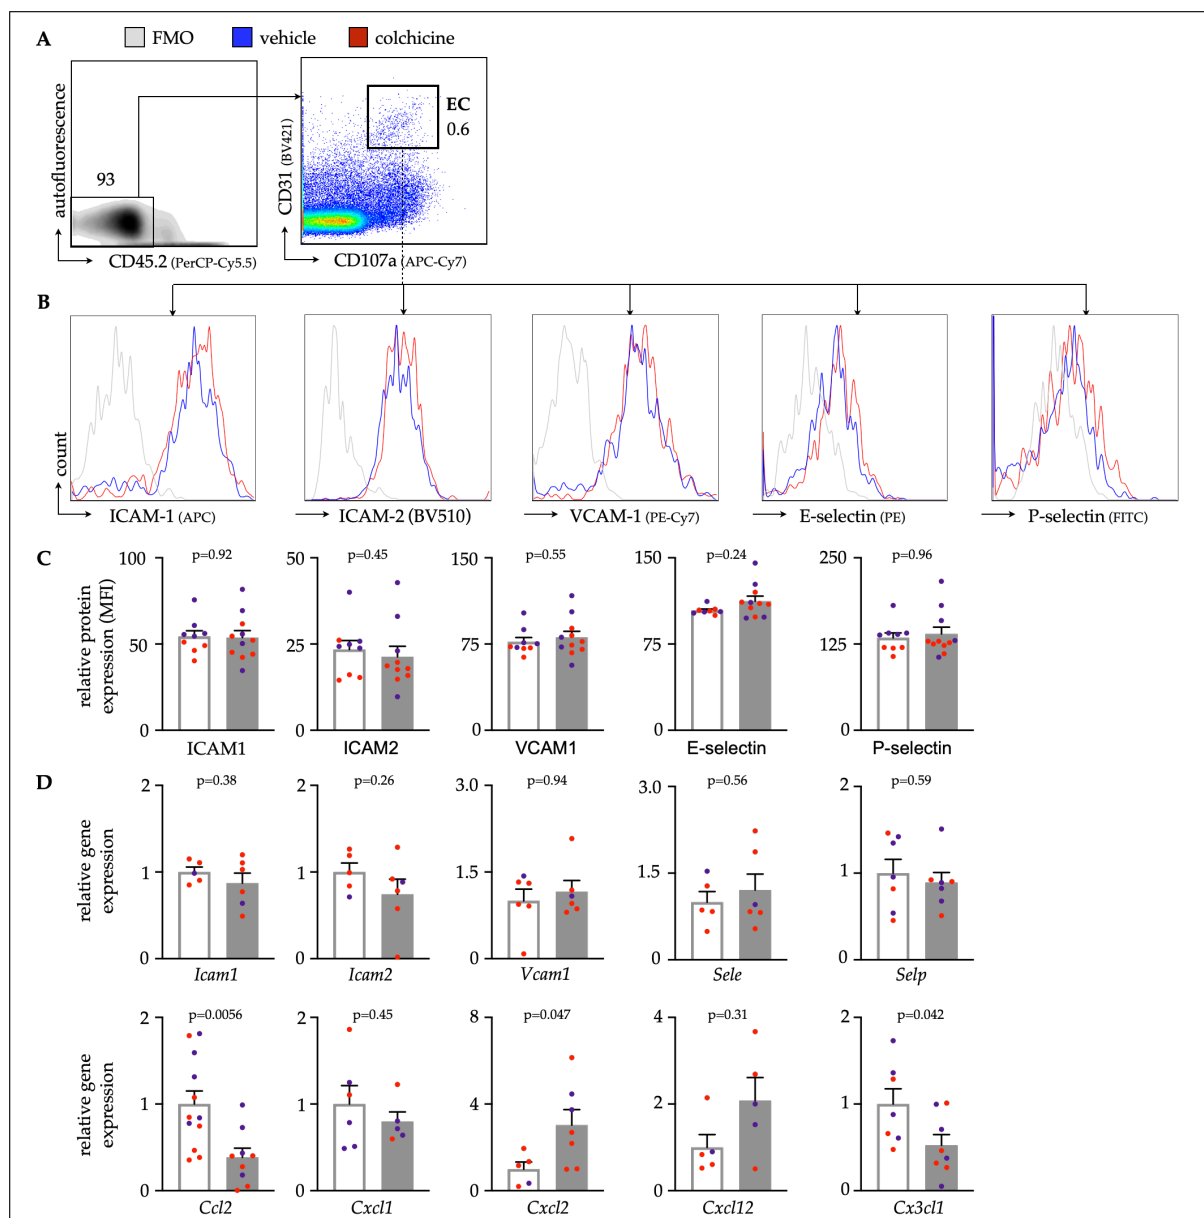 A FMO vehicle colchicine
autofluorescence
93
CD45.2 (PerCP-Cy5.5)
CD31 (BV421)
EC
0.6
CD107a (APC-Cy7)
B
count
ICAM-1 (APC)
ICAM-2 (BV510)
VCAM-1 (PE-Cy7)
E-selectin (PE)
P-selectin (FITC)
C
relative protein
expression (MFI)
100
50
0
p=0.92
ICAM1
50
25
0
p=0.45
ICAM2
150
75
0
p=0.55
VCAM1
150
75
0
p=0.24
E-selectin
250
125
0
p=0.96
P-selectin
D
relative gene
expression
2
1
0
p=0.38
Icam1
2
1
0
p=0.26
Icam2
3.0
1.5
0
p=0.94
Vcam1
3.0
1.5
0
p=0.56
Sele
2
1
0
p=0.59
Selp
relative gene
expression
2
1
0
p=0.0056
Ccl2
2
1
0
p=0.45
Cxcl1
8
4
0
p=0.047
Cxcl2
4
2
0
p=0.31
Cxcl12
2
1
0
p=0.042
Cx3cl1